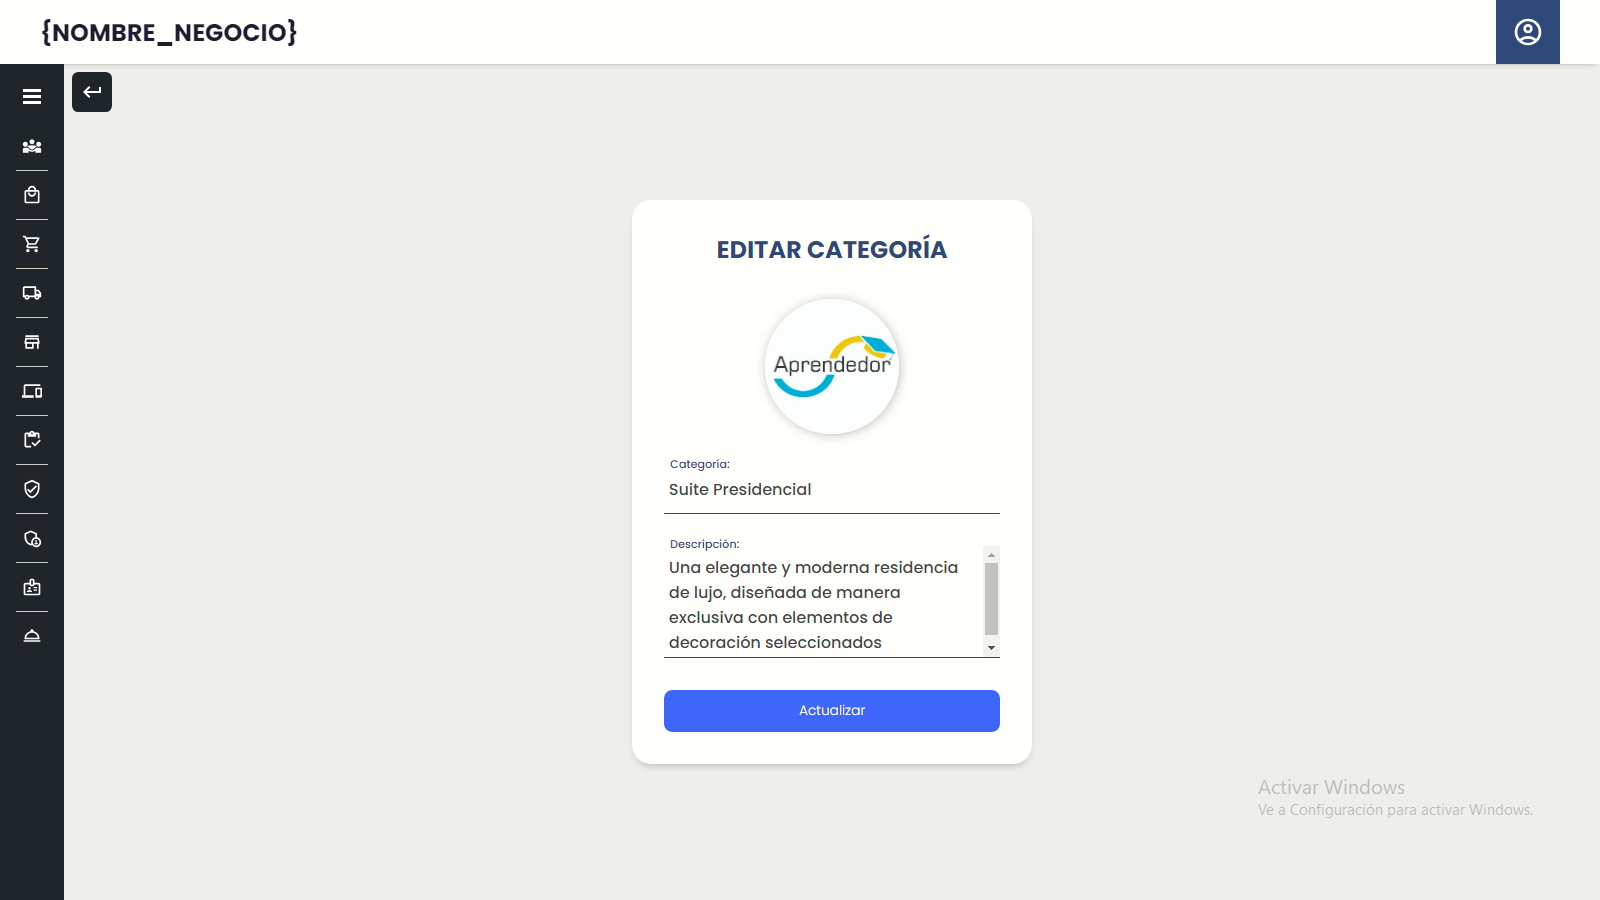 {NOMBRE_NEGOCIO}
EDITAR CATEGORÍA
Aprendedor
Categoría:
Suite Presidencial
Descripción:
Una elegante y moderna residencia
de lujo, diseñada de manera
exclusiva con elementos de
decoración seleccionados
Actualizar
Activar Windows
Ve a Configuración para activar Windows.